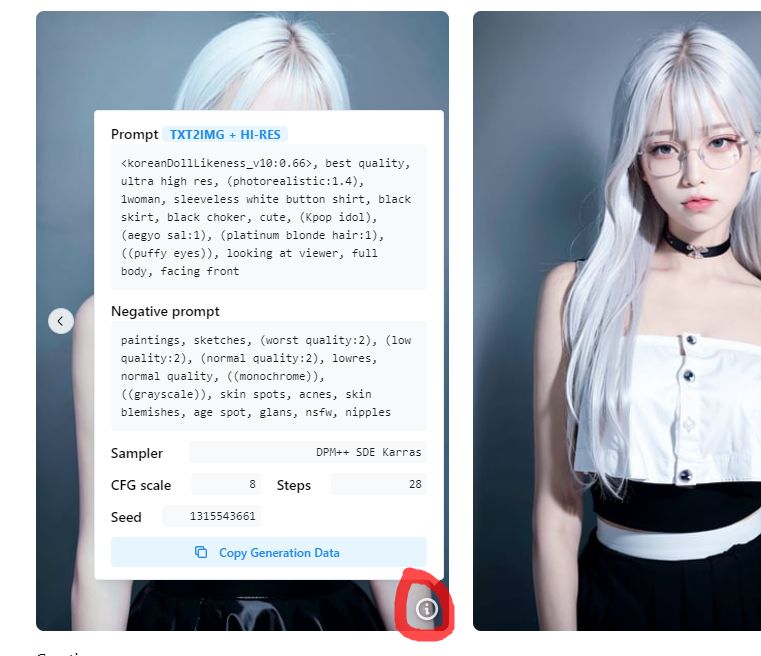 Prompt TXT2IMG + HI-RES
<koreanDollLikeness_v10:0.66>, best quality,
ultra high res, (photorealistic:1.4),
1woman, sleeveless white button shirt, black
skirt, black choker, cute, (Kpop idol),
(aegyo sal:1), (platinum blonde hair:1),
((puffy eyes)), looking at viewer, full
body, facing front
Negative prompt
paintings, sketches, (worst quality:2), (low
quality:2), (normal quality:2), lowres,
normal quality, ((monochrome)),
((grayscale)), skin spots, acnes, skin
blemishes, age spot, glans, nsfw, nipples
Sampler DPM++ SDE Karras
CFG scale 8 Steps 28
Seed 1315543661
Copy Generation Data